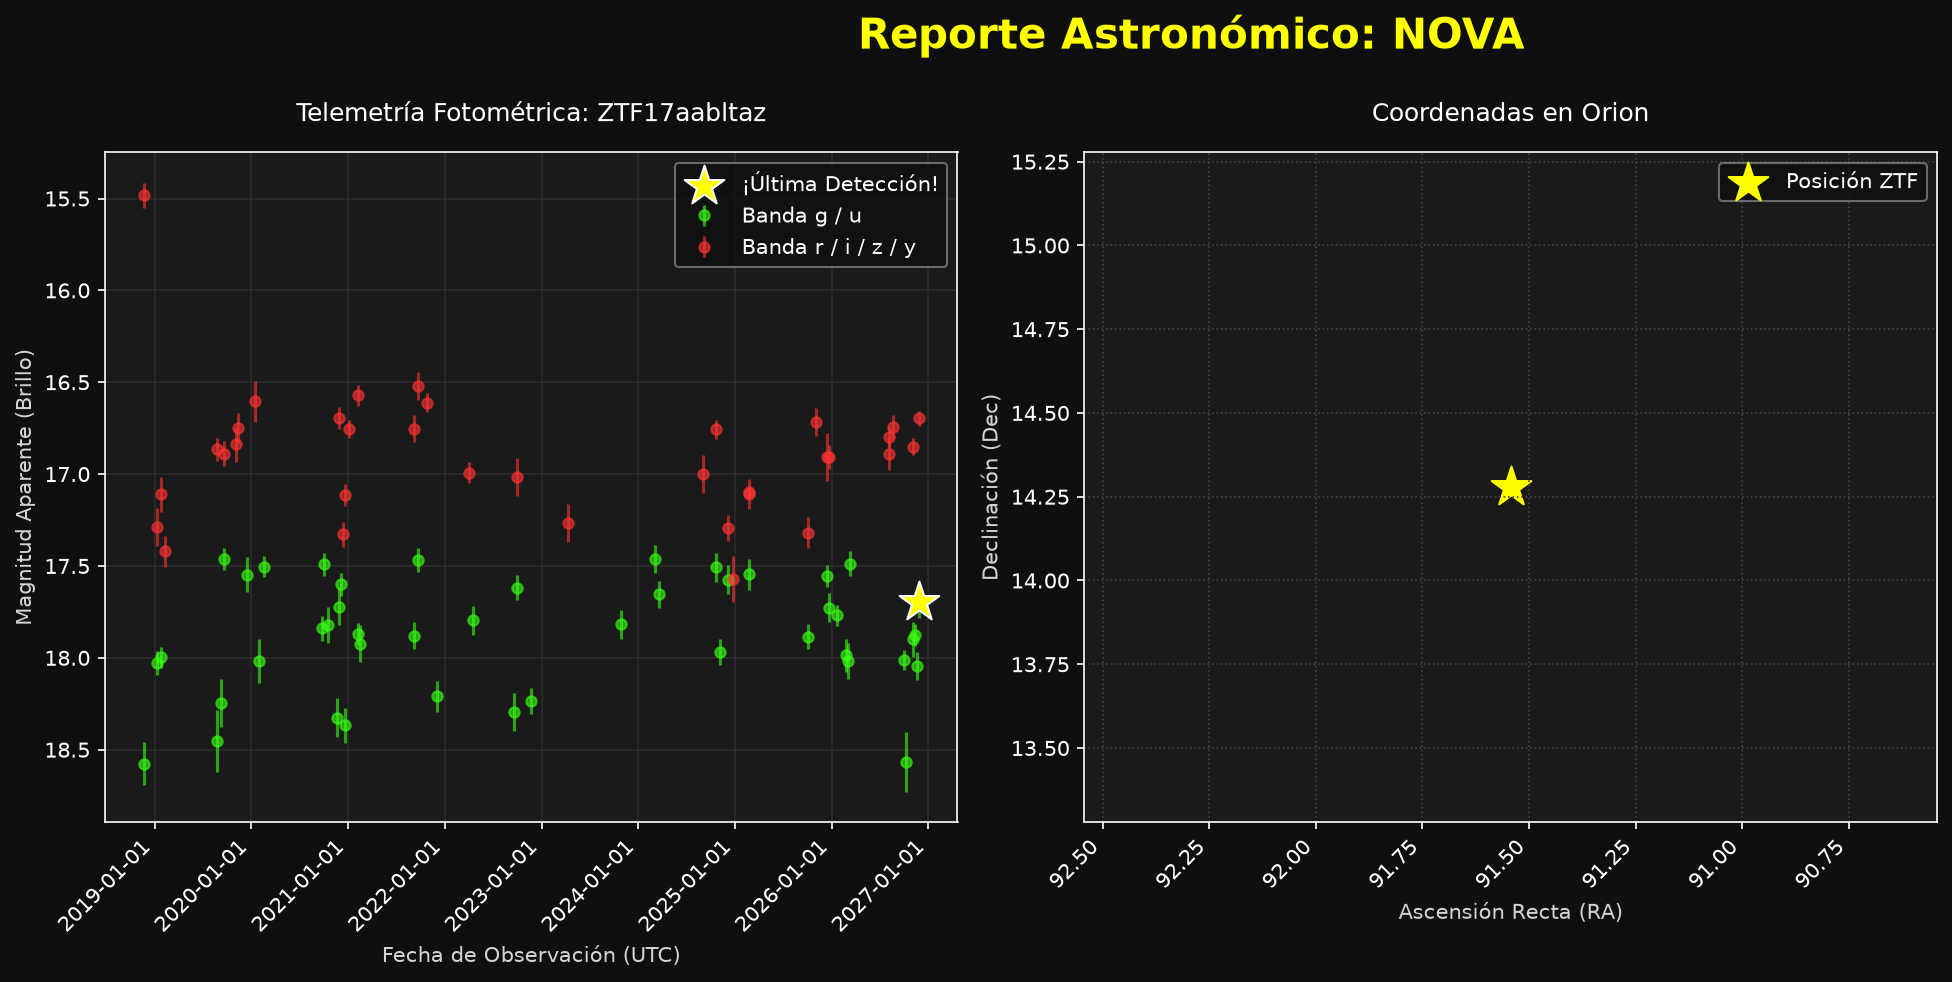 Reporte Astronómico: NOVA
Telemetría Fotométrica: ZTF17aabltaz
¡Última Detección!
Banda g / u
Banda r / i / z / y
Magnitud Aparente (Brillo)
15.5
16.0
16.5
17.0
17.5
18.0
18.5
2019-01-01
2020-01-01
2021-01-01
2022-01-01
2023-01-01
2024-01-01
2025-01-01
2026-01-01
2027-01-01
Fecha de Observación (UTC)
Coordenadas en Orion
Posición ZTF
Declinación (Dec)
15.25
15.00
14.75
14.50
14.25
14.00
13.75
13.50
92.50
92.25
92.00
91.75
91.50
91.25
91.00
90.75
Ascensión Recta (RA)